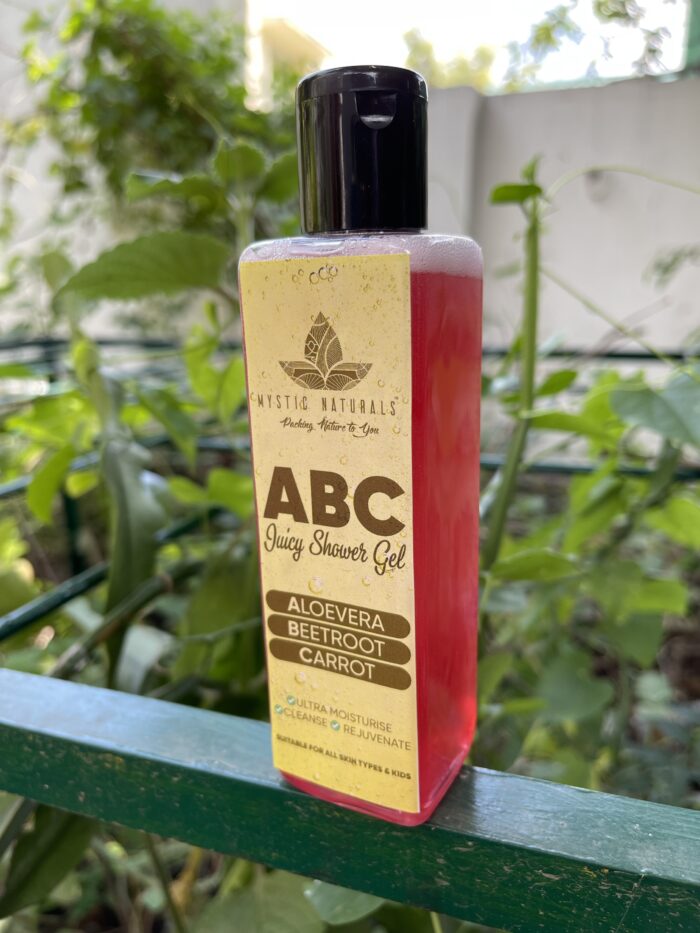 MYSTIC NATURALS™
Packing Nature to You
ABC
Juicy Shower Gel
ALOEVERA
BEETROOT
CARROT
ULTRA MOISTURISE
CLEANSE REJUVENATE
SUITABLE FOR ALL SKIN TYPES & KIDS